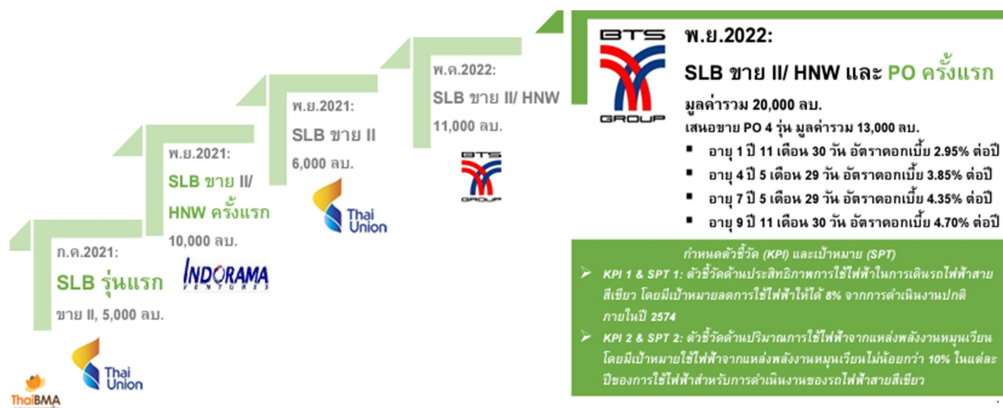 ก.ค.2021:
SLB รุ่นแรก
ขาย II, 5,000 ลบ.
Thai
Union
ThaiBMA
พ.ย.2021:
SLB ขาย II/
HNW ครั้งแรก
10,000 ลบ.
INDORAMA
VENTURES
พ.ย.2021:
SLB ขาย II
6,000 ลบ.
Thai
Union
พ.ค.2022:
SLB ขาย II/ HNW
11,000 ลบ.
BTS
GROUP
BTS
GROUP
พ.ย.2022:
SLB ขาย II/ HNW และ PO ครั้งแรก
มูลค่ารวม 20,000 ลบ.
เสนอขาย PO 4 รุ่น มูลค่ารวม 13,000 ลบ.
▪ อายุ 1 ปี 11 เดือน 30 วัน อัตราดอกเบี้ย 2.95% ต่อปี
▪ อายุ 4 ปี 5 เดือน 29 วัน อัตราดอกเบี้ย 3.85% ต่อปี
▪ อายุ 7 ปี 5 เดือน 29 วัน อัตราดอกเบี้ย 4.35% ต่อปี
▪ อายุ 9 ปี 11 เดือน 30 วัน อัตราดอกเบี้ย 4.70% ต่อปี
กำหนดตัวชี้วัด (KPI) และเป้าหมาย (SPT)
➢ KPI 1 & SPT 1: ตัวชี้วัดด้านประสิทธิภาพการใช้ไฟฟ้าในการเดินรถไฟฟ้าสาย
สีเขียว โดยมีเป้าหมายลดการใช้ไฟฟ้าให้ได้ 8% จากการดำเนินงานปกติ
ภายในปี 2574
➢ KPI 2 & SPT 2: ตัวชี้วัดด้านปริมาณการใช้ไฟฟ้าจากแหล่งพลังงานหมุนเวียน
โดยมีเป้าหมายใช้ไฟฟ้าจากแหล่งพลังงานหมุนเวียนไม่น้อยกว่า 10% ในแต่ละ
ปีของการใช้ไฟฟ้าสำหรับการดำเนินงานของรถไฟฟ้าสายสีเขียว